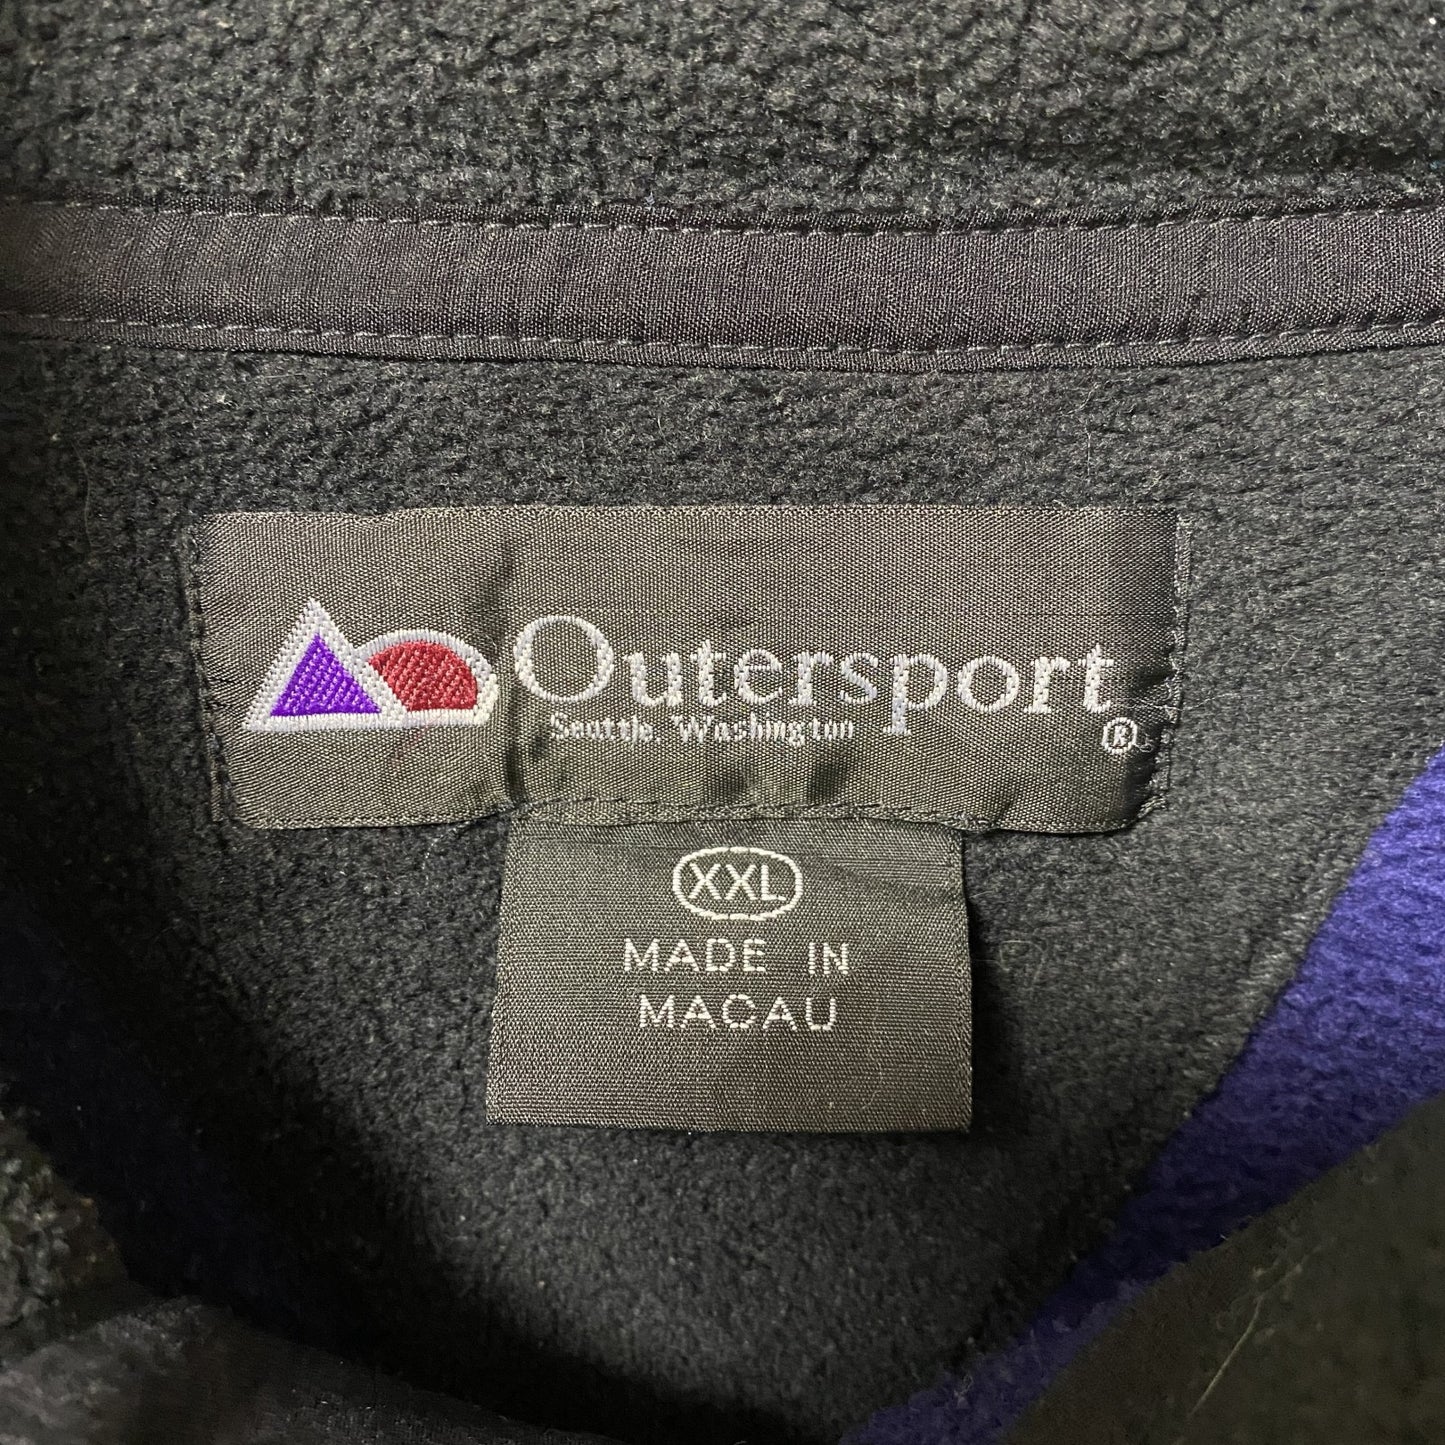 Outersport
Seattle, Washington ®
XXL
MADE IN
MACAU